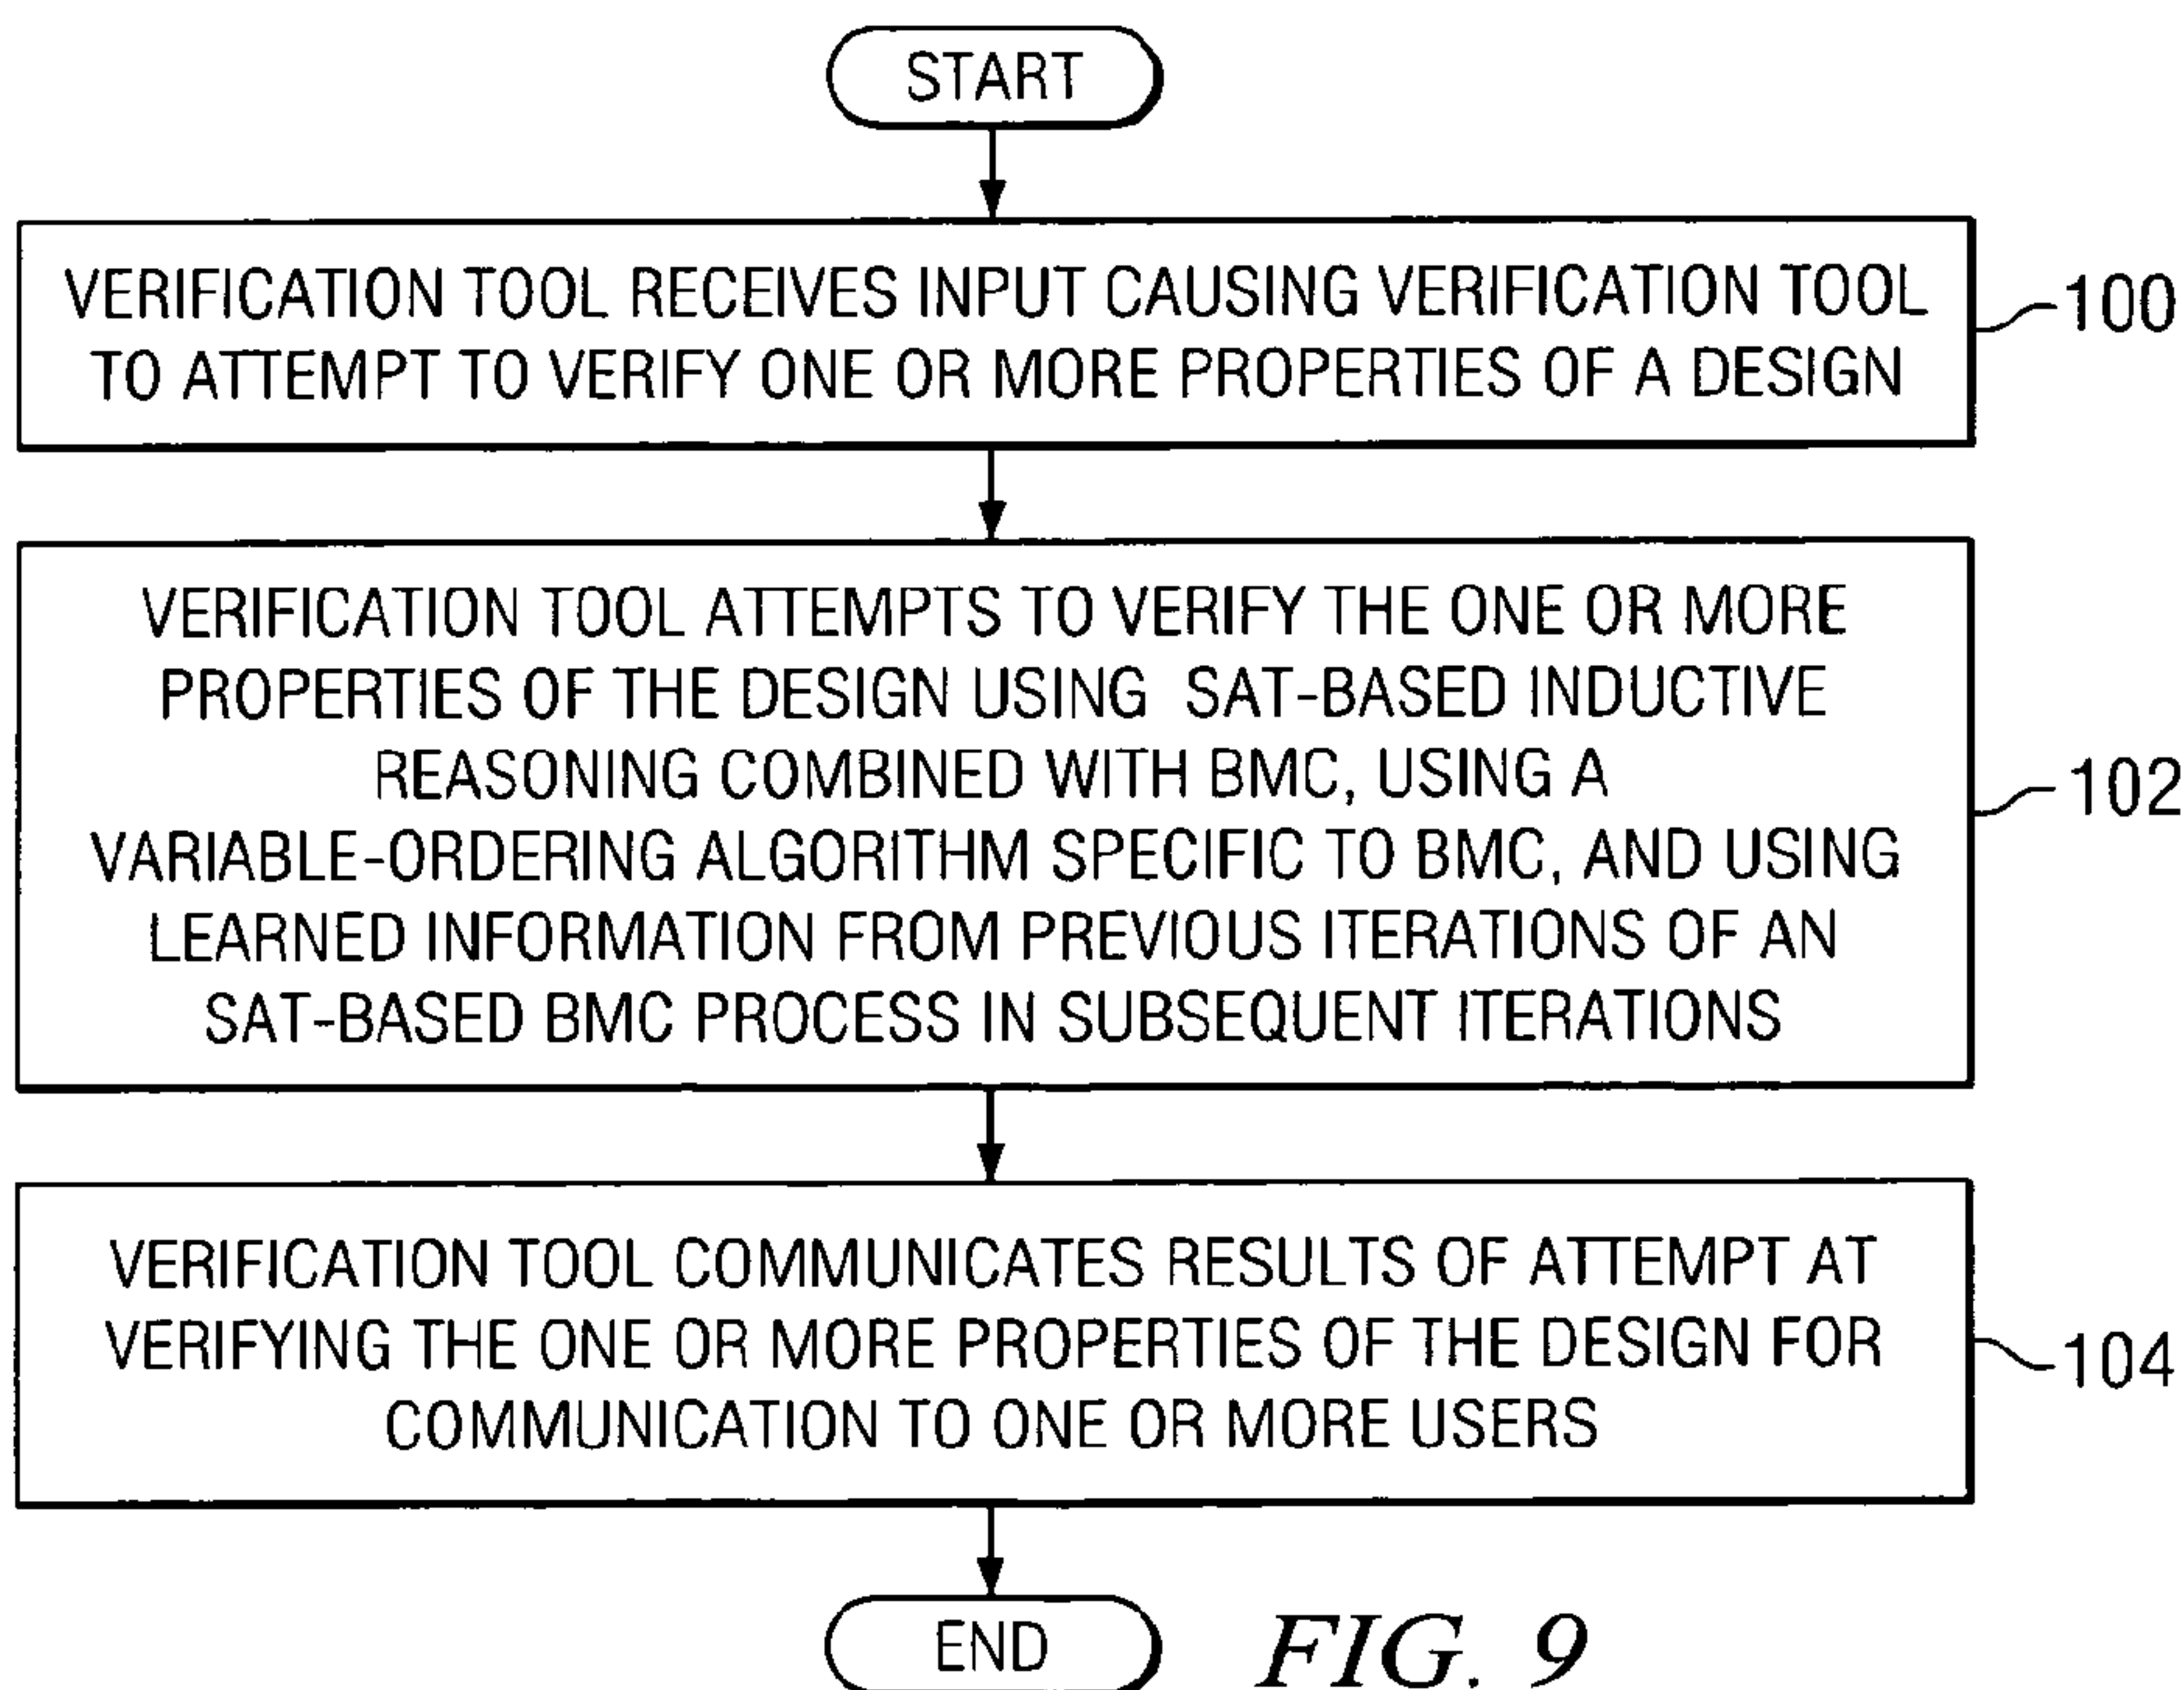 START
VERIFICATION TOOL RECEIVES INPUT CAUSING VERIFICATION TOOL
TO ATTEMPT TO VERIFY ONE OR MORE PROPERTIES OF A DESIGN
100
VERIFICATION TOOL ATTEMPTS TO VERIFY THE ONE OR MORE
PROPERTIES OF THE DESIGN USING SAT-BASED INDUCTIVE
REASONING COMBINED WITH BMC, USING A
VARIABLE-ORDERING ALGORITHM SPECIFIC TO BMC, AND USING
LEARNED INFORMATION FROM PREVIOUS ITERATIONS OF AN
SAT-BASED BMC PROCESS IN SUBSEQUENT ITERATIONS
102
VERIFICATION TOOL COMMUNICATES RESULTS OF ATTEMPT AT
VERIFYING THE ONE OR MORE PROPERTIES OF THE DESIGN FOR
COMMUNICATION TO ONE OR MORE USERS
104
END
FIG. 9